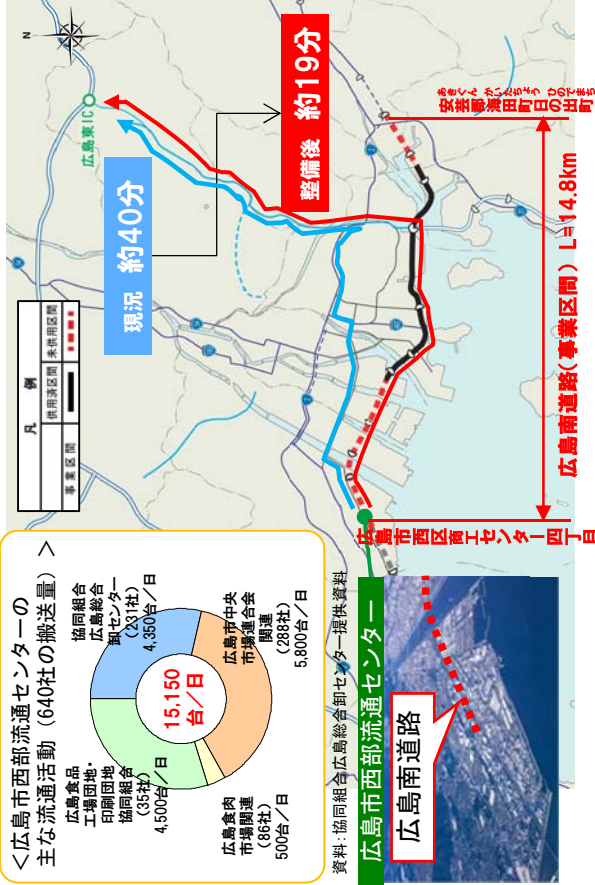 ＜広島市西部流通センターの
主な流通活動（640社の搬送量）＞
協同組合
広島総合
卸センター
（231社）
4,350台／日
広島市中央
市場連合会
関連
（288社）
5,800台／日
広島食肉
市場関連
（86社）
500台／日
広島食品
工場団地・
印刷団地
協同組合
（35社）
4,500台／日
15,150
台／日
資料：協同組合広島総合卸センター提供資料
広島市西部流通センター
広島南道路
凡例
供用済区間
未供用区間
事業区間
現況 約40分
整備後 約19分
広島東IC
N
広島市西区商工センター四丁目
あきぐん かいたちょう ひのでまち
安芸郡海田町日の出町
広島南道路（事業区間） L=14.8km
2
2